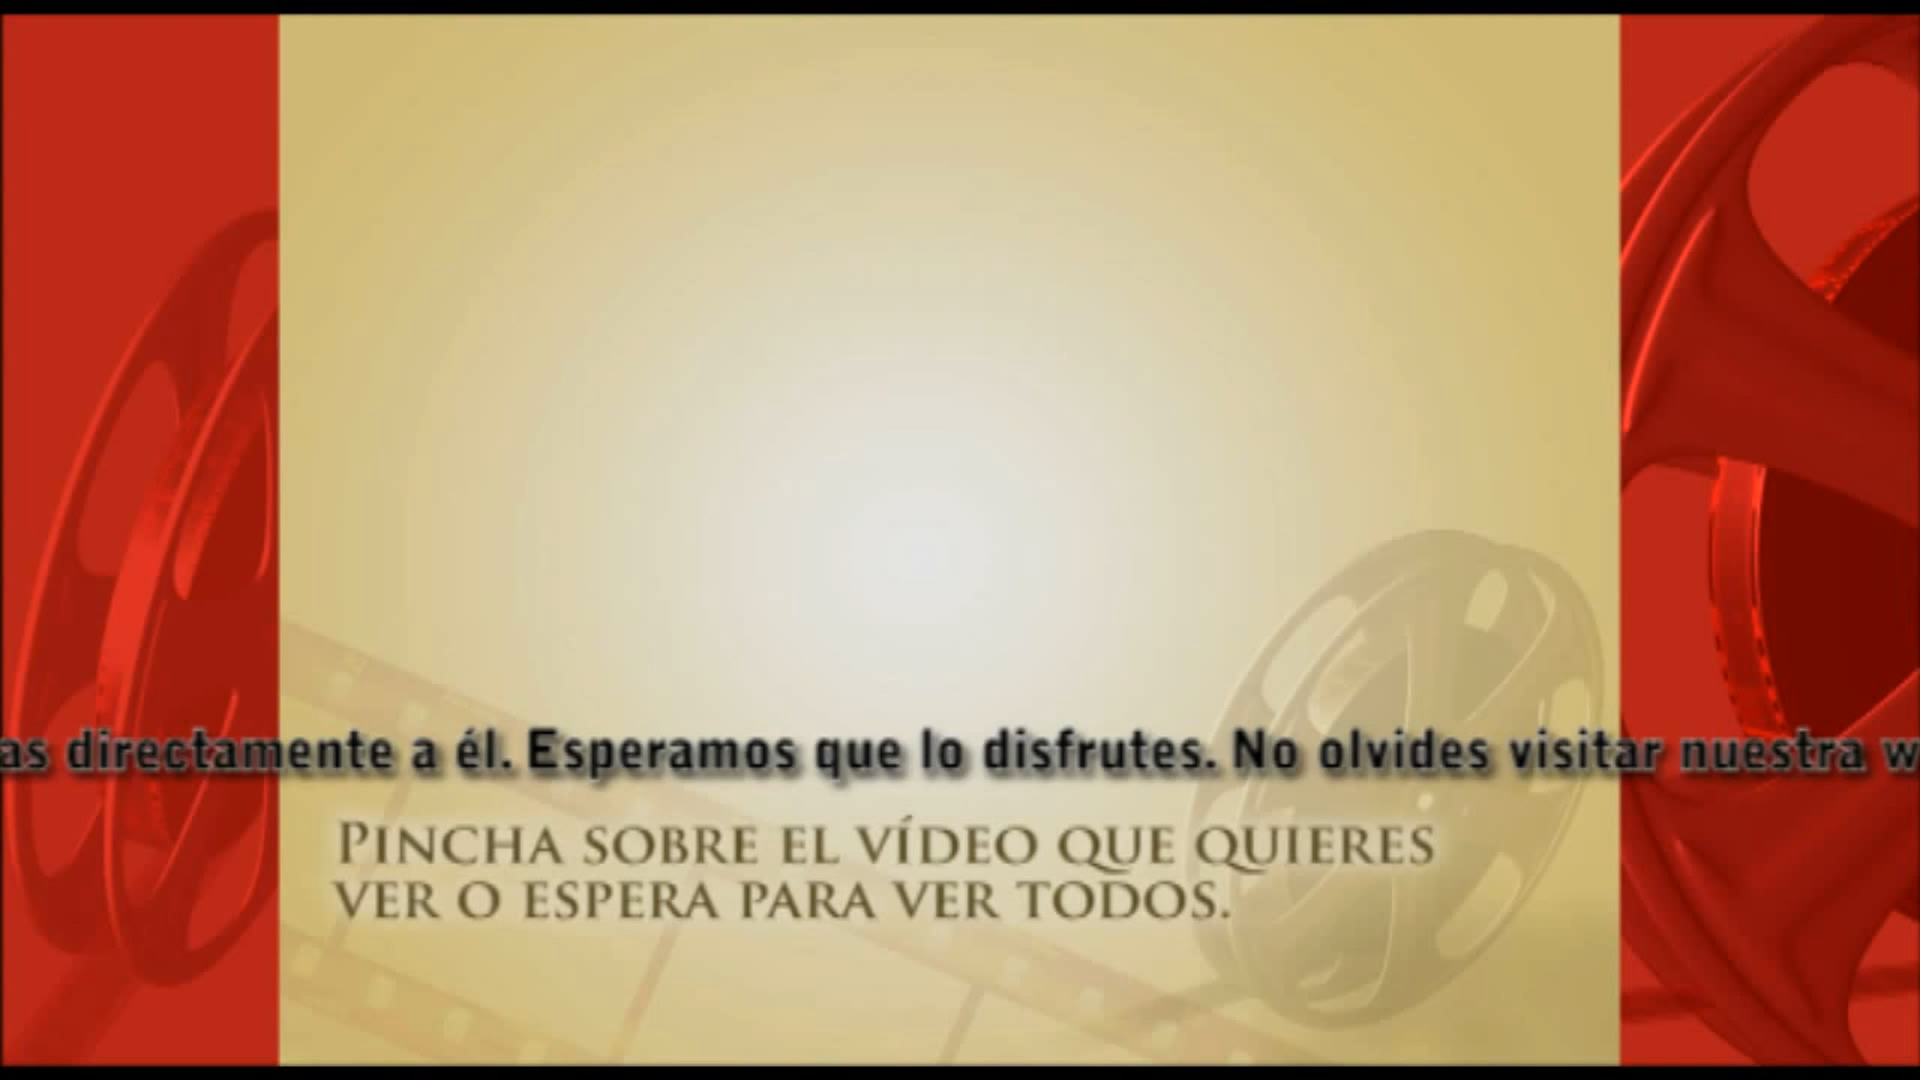 directamente a él. Esperamos que lo disfrutes. No olvides visitar nuestra
PINCHA SOBRE EL VÍDEO QUE QUIERES
VER O ESPERA PARA VER TODOS.